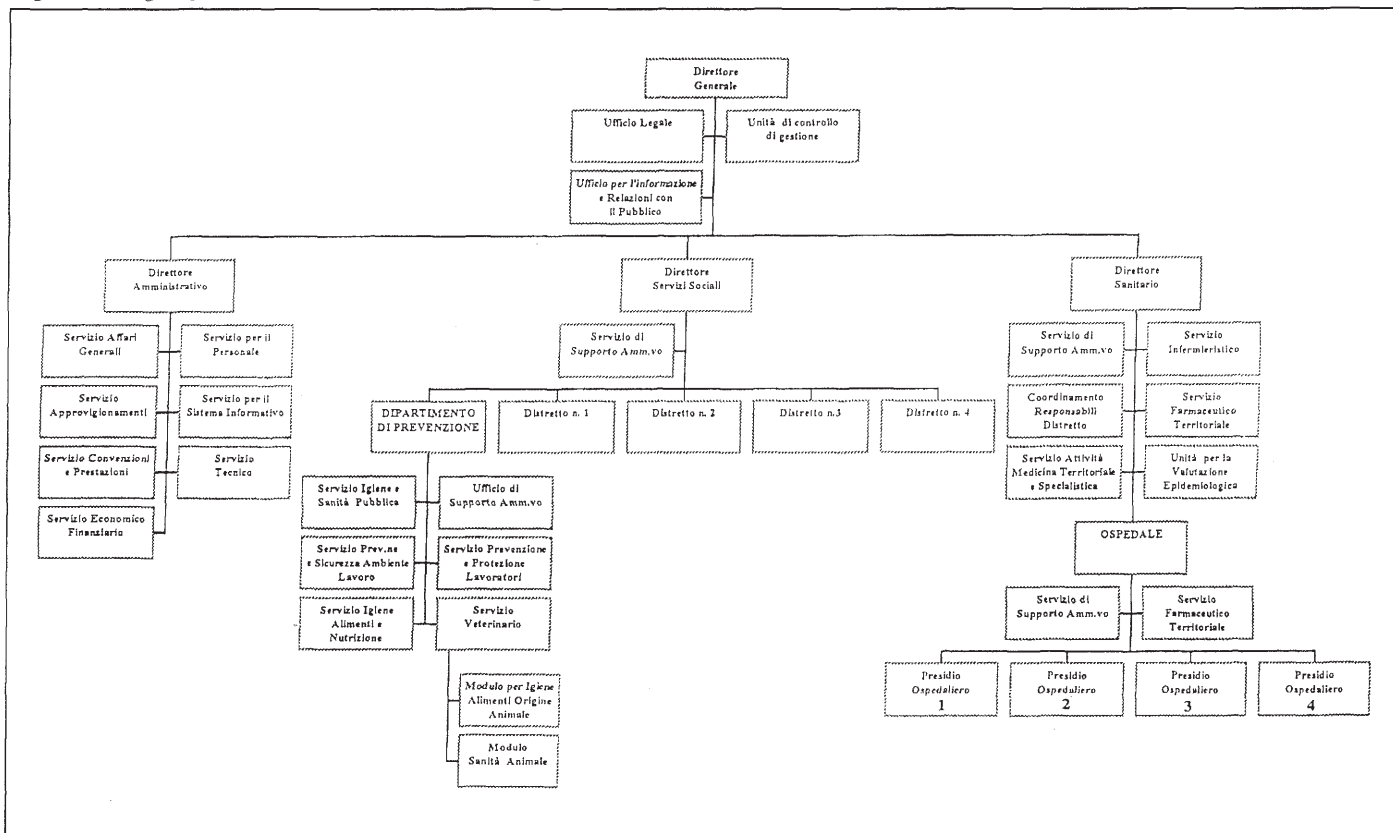 Direttore
Generale
Ufficio Legale
Unità di controllo
di gestione
Ufficio per l'informazione
e Relazioni con
il Pubblico
Direttore
Amministrativo
Direttore
Servizi Sociali
Direttore
Sanitario
Servizio Affari
Generali
Servizio per il
Personale
Servizio
Approvigionamenti
Servizio per il
Sistema Informativo
Servizio Convenzioni
e Prestazioni
Servizio
Tecnico
Servizio Economico
Finanziario
Servizio di
Supporto Amm.vo
DIPARTIMENTO
DI PREVENZIONE
Distretto n. 1
Distretto n. 2
Distretto n.3
Distretto n. 4
Servizio Igiene e
Sanità Pubblica
Ufficio di
Supporto Amm.vo
Servizio Prev.ne
e Sicurezza Ambiente
Lavoro
Servizio Prevenzione
e Protezione
Lavoratori
Servizio Igiene
Alimenti e
Nutrizione
Servizio
Veterinario
Modulo per Igiene
Alimenti Origine
Animale
Modulo
Sanità Animale
Servizio di
Supporto Amm.vo
Servizio
Infermieristico
Coordinamento
Responsabili
Distretto
Servizio
Farmaceutico
Territoriale
Servizio Attività
Medicina Territoriale
e Specialistica
Unità per la
Valutazione
Epidemiologica
OSPEDALE
Servizio di
Supporto Amm.vo
Servizio
Farmaceutico
Territoriale
Presidio
Ospedaliero
1
Presidio
Ospedaliero
2
Presidio
Ospedaliero
3
Presidio
Ospedaliero
4